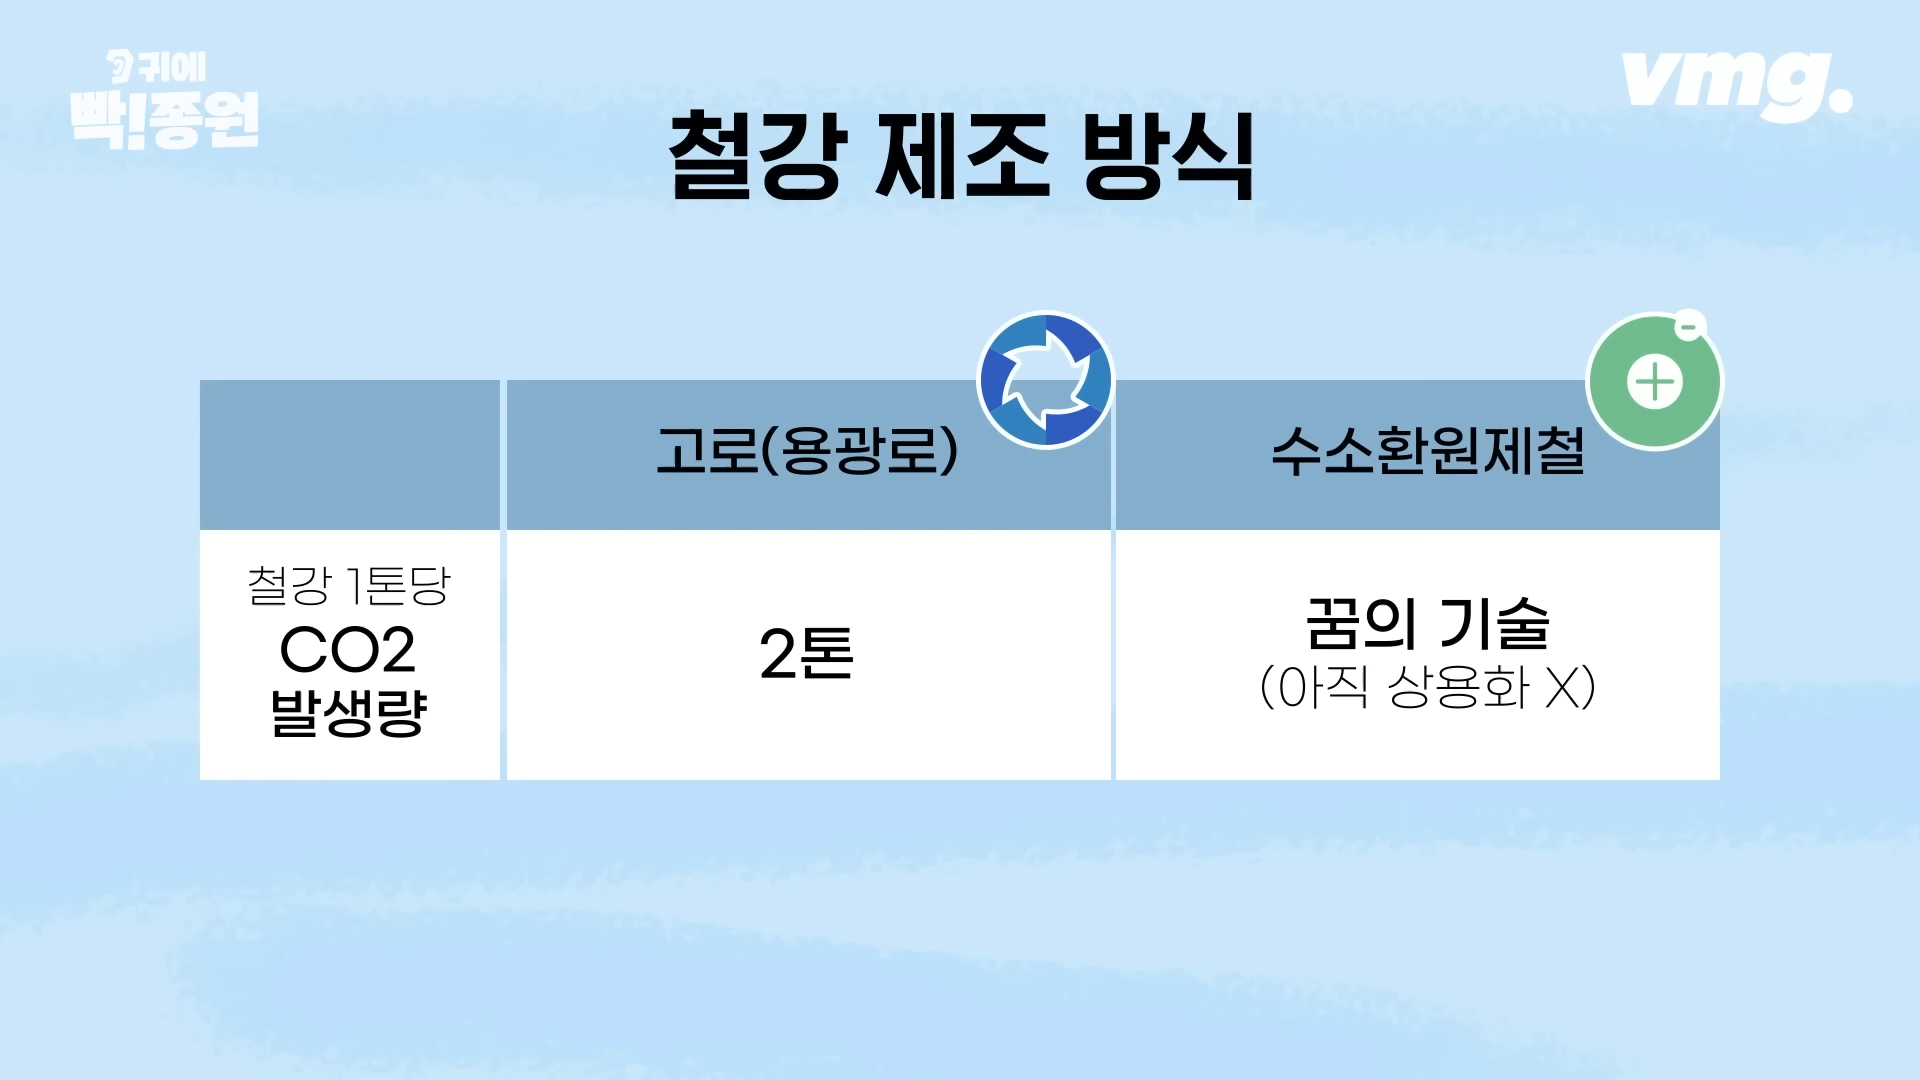 귀에
빡!종원
vmg.
철강 제조 방식
고로(용광로)
수소환원제철
철강 1톤당
CO2
발생량
2톤
꿈의 기술
(아직 상용화 X)